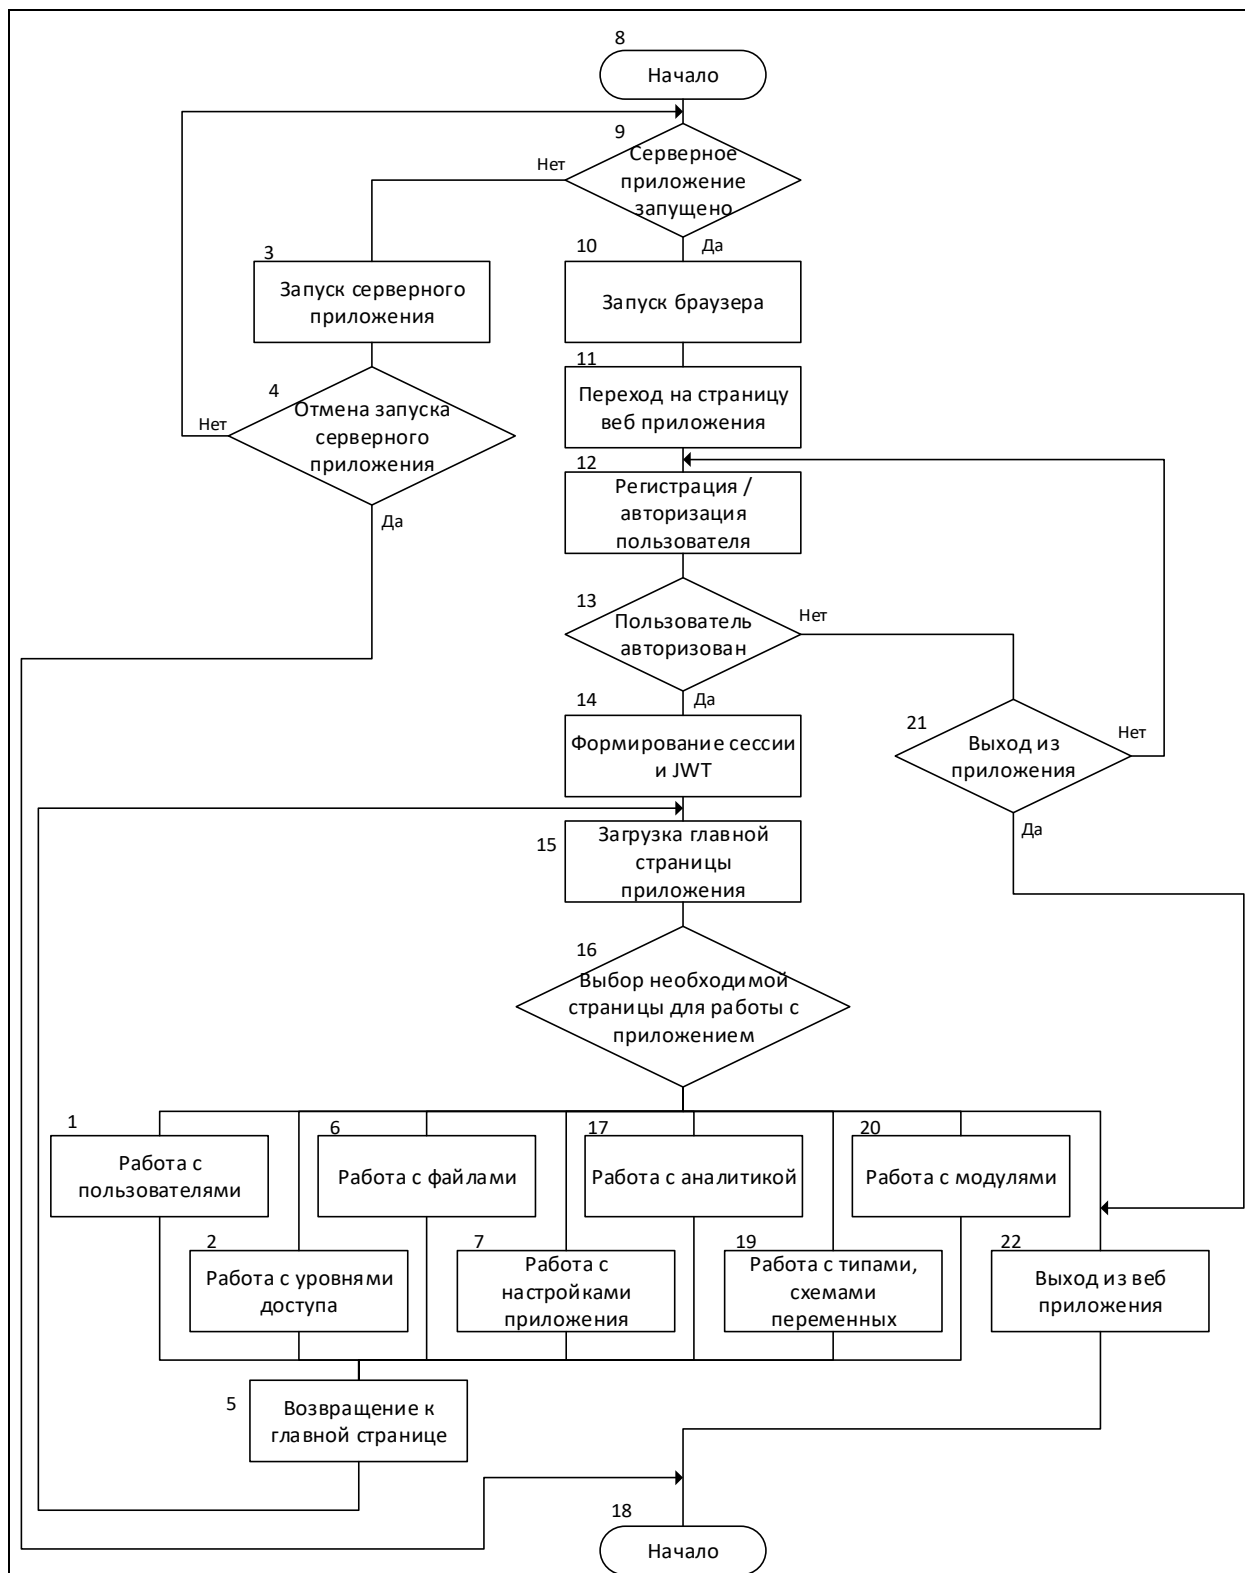 8
Начало
9
Серверное
приложение
запущено
Нет
Да
3
Запуск серверного
приложения
10
Запуск браузера
4
Отмена запуска
серверного
приложения
Нет
Да
11
Переход на страницу
веб приложения
12
Регистрация /
авторизация
пользователя
13
Пользователь
авторизован
Нет
Да
14
Формирование сессии
и JWT
21
Выход из
приложения
Нет
Да
15
Загрузка главной
страницы
приложения
16
Выбор необходимой
страницы для работы с
приложением
1
Работа с
пользователями
6
Работа с файлами
17
Работа с аналитикой
20
Работа с модулями
2
Работа с уровнями
доступа
7
Работа с
настройками
приложения
19
Работа с типами,
схемами
переменных
22
Выход из веб
приложения
5
Возвращение к
главной странице
18
Начало